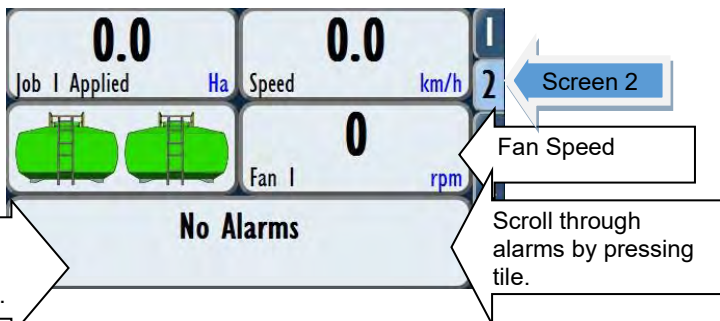 0.0
Job 1 Applied Ha
0.0
Speed km/h
1
2
Screen 2
0
Fan 1 rpm
Fan Speed
No Alarms
Scroll through
alarms by pressing
tile.
.